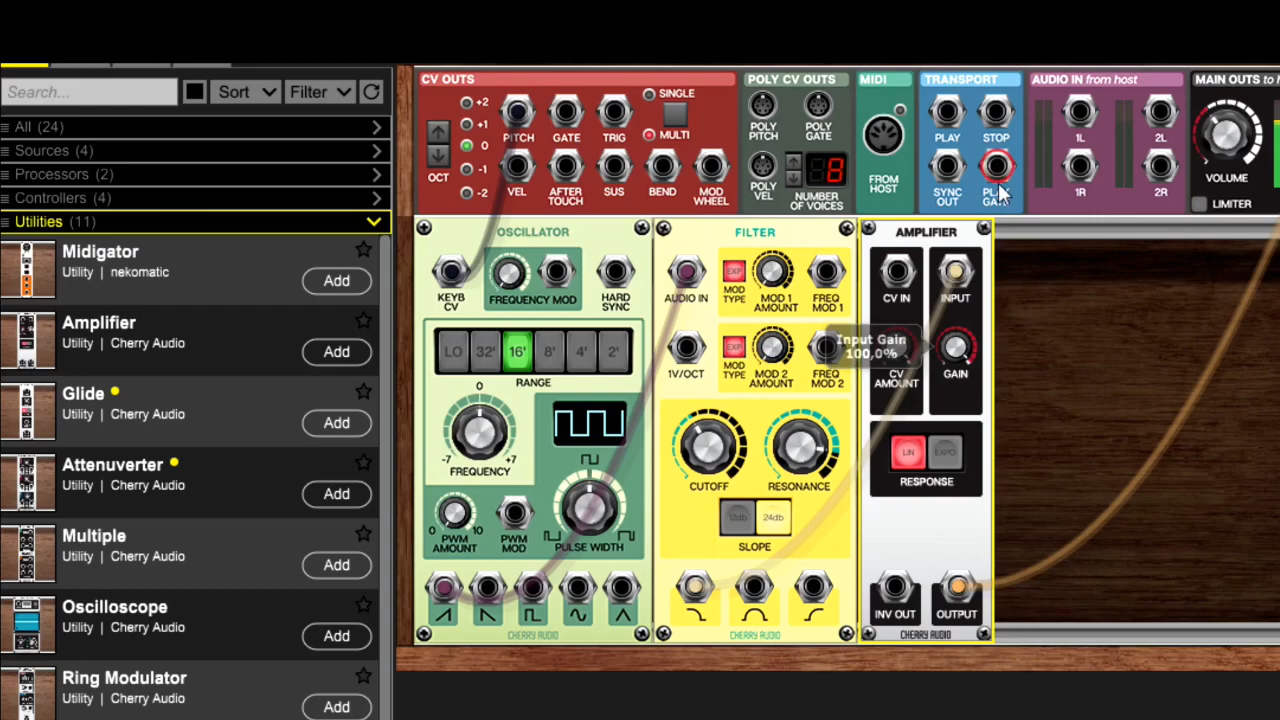 Search...
Sort
Filter
All (24)
Sources (4)
Processors (2)
Controllers (4)
Utilities (11)
Midigator
Utility | nekomatic
Add
Amplifier
Utility | Cherry Audio
Add
Glide
Utility | Cherry Audio
Add
Attenuverter
Utility | Cherry Audio
Add
Multiple
Utility | Cherry Audio
Add
Oscilloscope
Utility | Cherry Audio
Add
Ring Modulator
Utility | Cherry Audio
Add
CV OUTS
+2
+1
0
-1
-2
OCT
PITCH
GATE
TRIG
SINGLE
MULTI
VEL
AFTER
TOUCH
SUS
BEND
MOD
WHEEL
POLY CV OUTS
POLY
PITCH
POLY
GATE
POLY
VEL
8
NUMBER
OF VOICES
MIDI
FROM
HOST
TRANSPORT
PLAY
STOP
SYNC
OUT
AUDIO IN from host
1L
2L
1R
2R
MAIN OUTS to
VOLUME
LIMITER
OSCILLATOR
KEYB
CV
FREQUENCY MOD
HARD
SYNC
LO
32'
16'
8'
4'
2'
RANGE
0
-7
+7
FREQUENCY
0
10
PWM
AMOUNT
PWM
MOD
PULSE WIDTH
CHERRY AUDIO
FILTER
AUDIO IN
EXP
MOD
TYPE
MOD 1
AMOUNT
FREQ
MOD 1
1V/OCT
EXP
MOD
TYPE
MOD 2
AMOUNT
FREQ
MOD 2
CUTOFF
RESONANCE
12db
24db
SLOPE
CHERRY AUDIO
AMPLIFIER
CV IN
INPUT
Input Gain
100,0%
CV
AMOUNT
GAIN
LIN
EXPO
RESPONSE
INV OUT
OUTPUT
CHERRY AUDIO